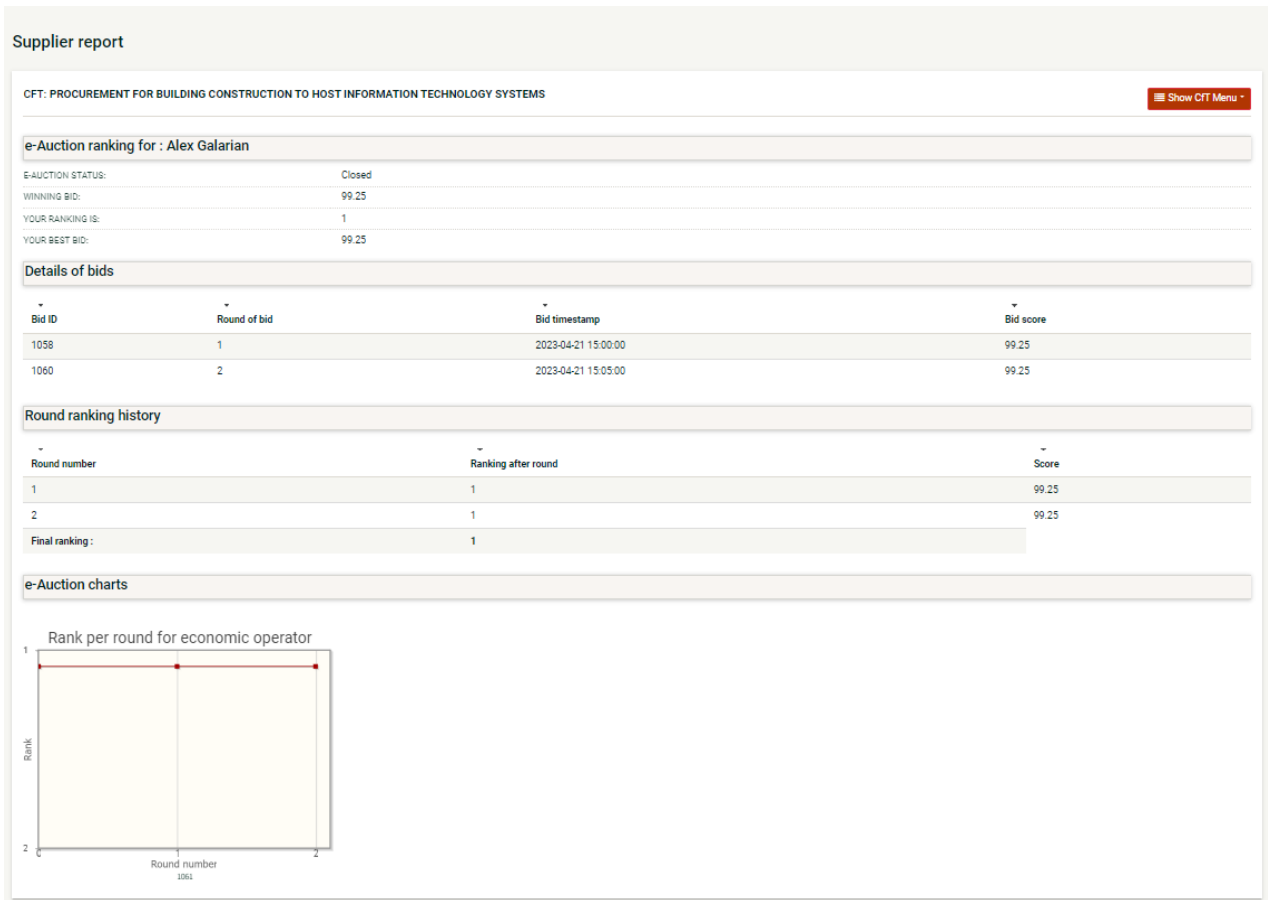 Supplier report
CFT: PROCUREMENT FOR BUILDING CONSTRUCTION TO HOST INFORMATION TECHNOLOGY SYSTEMS
Show CfT Menu
e-Auction ranking for : Alex Galarian
E-AUCTION STATUS: Closed
WINNING BID: 99.25
YOUR RANKING IS: 1
YOUR BEST BID: 99.25
Details of bids
Bid ID Round of bid Bid timestamp Bid score
1058 1 2023-04-21 15:00:00 99.25
1060 2 2023-04-21 15:05:00 99.25
Round ranking history
Round number Ranking after round Score
1 1 99.25
2 1 99.25
Final ranking : 1
e-Auction charts
Rank per round for economic operator
1
Rank
2
0 1 2
Round number
1061